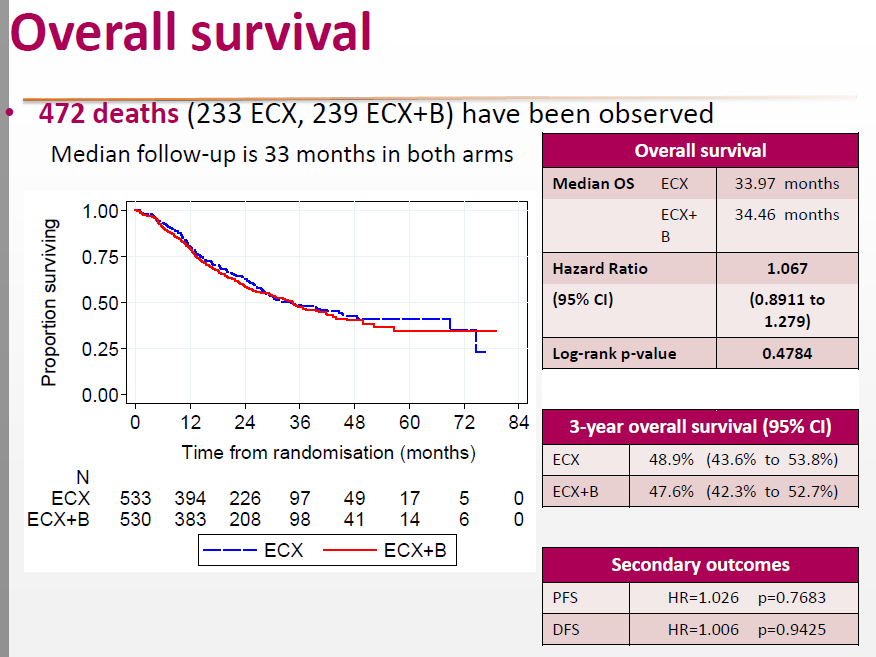 Overall survival
• 472 deaths (233 ECX, 239 ECX+B) have been observed
Median follow-up is 33 months in both arms
Proportion surviving
1.00
0.75
0.50
0.25
0.00
0 12 24 36 48 60 72 84
Time from randomisation (months)
N
ECX 533 394 226 97 49 17 5 0
ECX+B 530 383 208 98 41 14 6 0
ECX ECX+B
Overall survival
Median OS ECX 33.97 months
ECX+ 34.46 months
B
Hazard Ratio 1.067
(95% CI) (0.8911 to
1.279)
Log-rank p-value 0.4784
3-year overall survival (95% CI)
ECX 48.9% (43.6% to 53.8%)
ECX+B 47.6% (42.3% to 52.7%)
Secondary outcomes
PFS HR=1.026 p=0.7683
DFS HR=1.006 p=0.9425